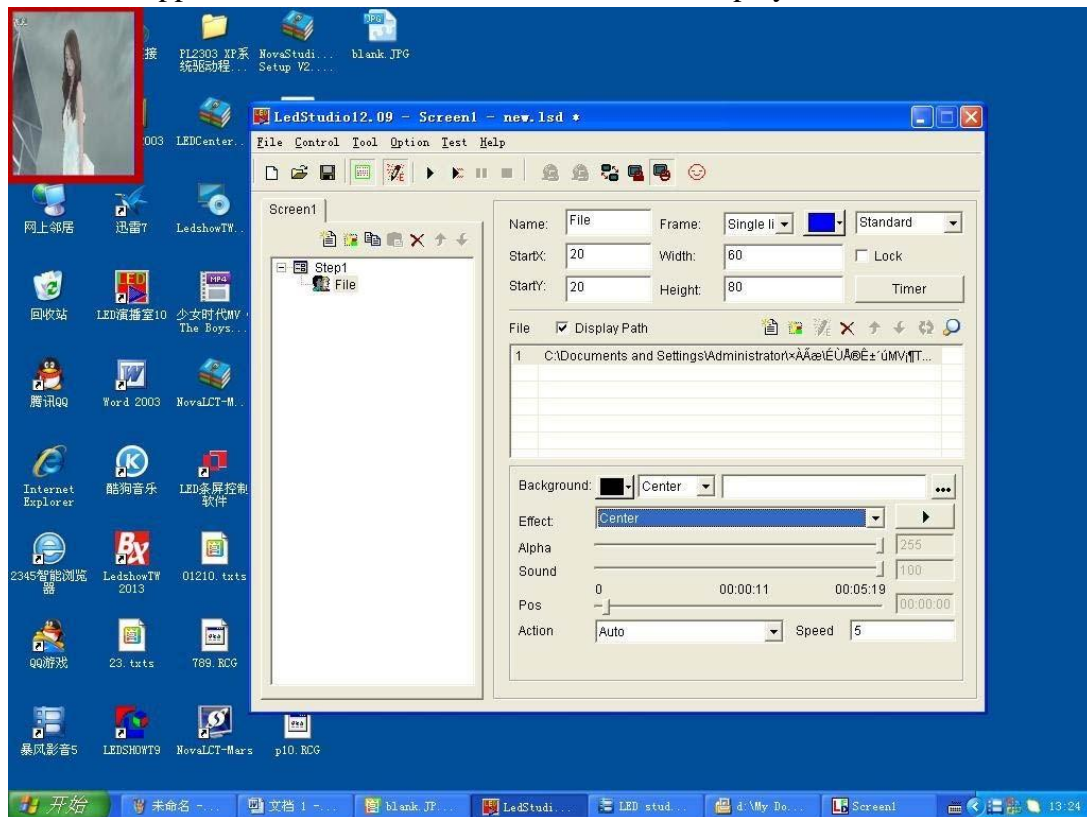 接
PL2303 XP系
统驱动程...
NovaStudi...
Setup V2....
blank.JPG
003
LEDCenter..
LedStudio12.09 - Screen1 - new.lsd *
File Control Tool Option Test Help
Screen1
Step1
File
Name: File Frame: Single li Standard
StartX: 20 Width: 60 Lock
StartY: 20 Height: 80 Timer
File Display Path
1 C:\Documents and Settings\Administrator\×ÀÃæ\ÉÙÅ®Ê±´úMV¡¶T...
Background: Center ...
Effect: Center
Alpha 255
Sound 100
0 00:00:11 00:05:19
Pos 00:00:00
Action Auto Speed 5
网上邻居
迅雷7
LedshowTW..
回收站
LED演播室10
MP4
少女时代MV
The Boys...
腾讯QQ
Word 2003
NovaLCT-M..
Internet
Explorer
酷狗音乐
LED条屏控制
软件
2345智能浏览
器
LedshowTW
2013
01210.txts
QQ游戏
23.txts
789.RCG
暴风影音5
LEDSHOWT9
NovaLCT-Mars
p10.RCG
开始
未命名 -...
文档 1 -...
blank.JP...
LedStudi...
LED stud...
d:\My Do...
Screen1
13:24